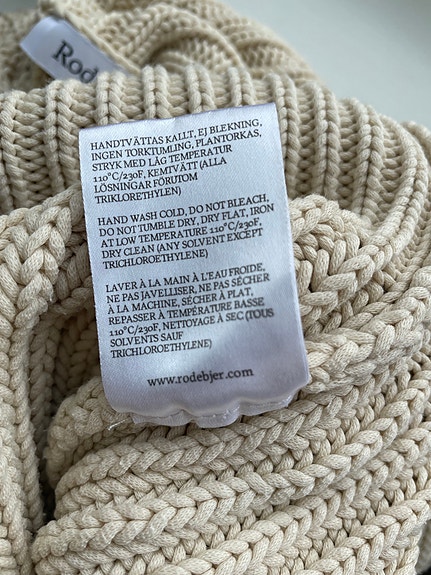 Rode
HANDTVÄTTAS KALLT, EJ BLEKNING,
INGEN TORKTUMLING, PLANTORKAS,
STRYK MED LÅG TEMPERATUR
110°C/230F, KEMTVÄTT (ALLA
LÖSNINGAR FÖRUTOM
TRIKLORETHYLEN)
HAND WASH COLD, DO NOT BLEACH,
DO NOT TUMBLE DRY, DRY FLAT, IRON
AT LOW TEMPERATURE 110°C/230F,
DRY CLEAN (ANY SOLVENT EXCEPT
TRICHLOROETHYLENE)
LAVER À LA MAIN À L'EAU FROIDE,
NE PAS JAVELLISER, NE PAS SÉCHER
À LA MACHINE, SÉCHER À PLAT,
REPASSER À TEMPÉRATURE BASSE
110°C/230F, NETTOYAGE À SEC (TOUS
SOLVENTS SAUF
TRICHLOROETHYLENE)
www.rodebjer.com